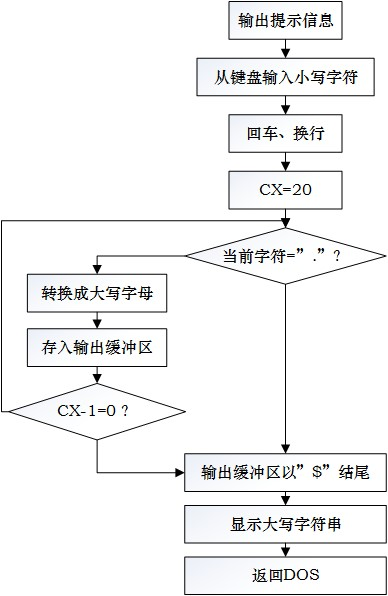 输出提示信息
从键盘输入小写字符
回车、换行
CX=20
当前字符=”.”?
转换成大写字母
存入输出缓冲区
CX-1=0?
输出缓冲区以”$”结尾
显示大写字符串
返回DOS